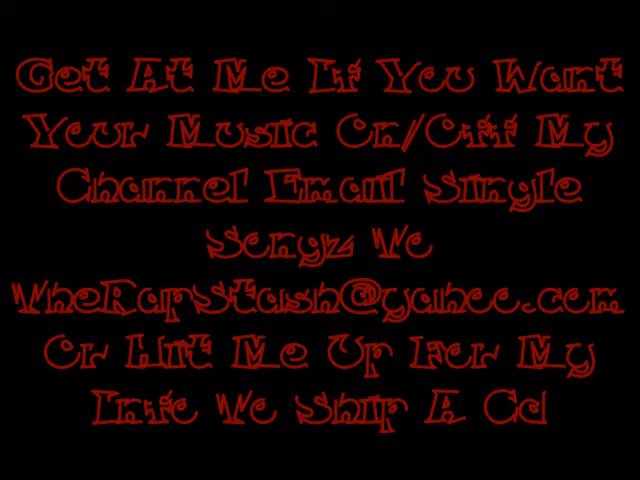 Get At Me If You Want
Your Music On/Off My
Channel Email Single
Songz To
TheRapStash@yahoo.com
Or Hit Me Up For My
Info To Ship A Cd